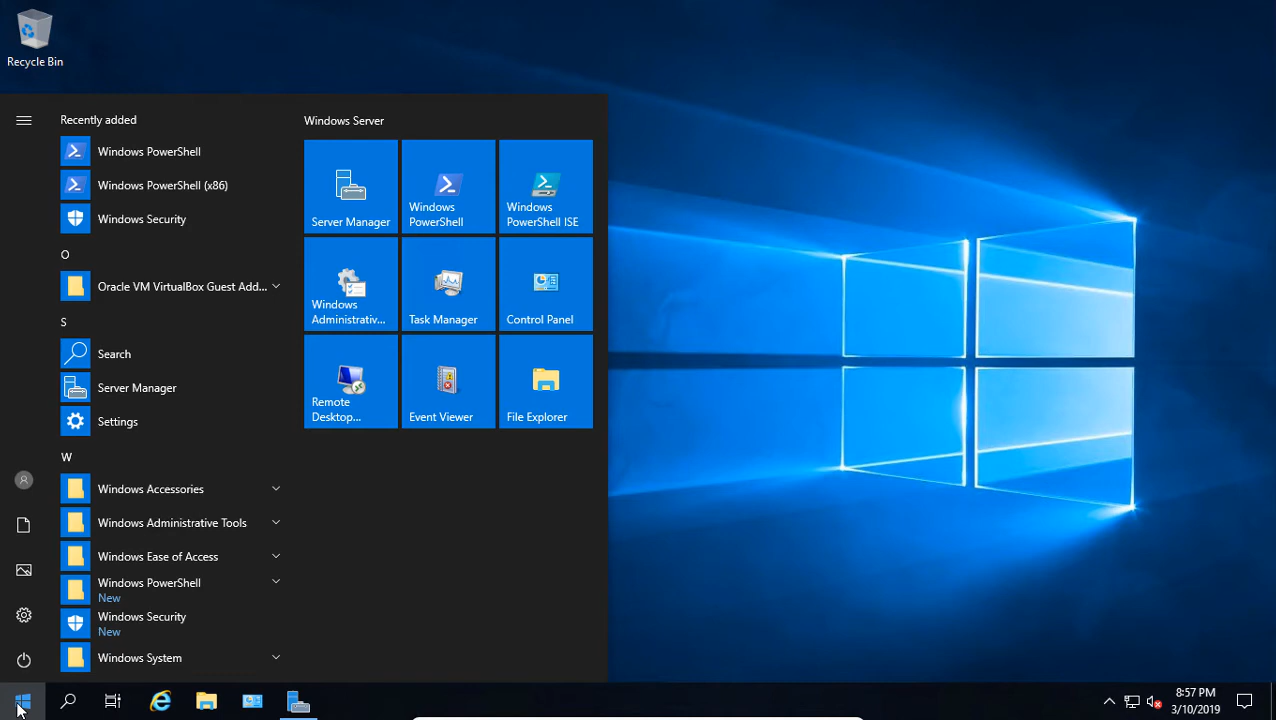 Recycle Bin
Recently added
Windows PowerShell
Windows PowerShell (x86)
Windows Security
O
Oracle VM VirtualBox Guest Add...
S
Search
Server Manager
Settings
W
Windows Accessories
Windows Administrative Tools
Windows Ease of Access
Windows PowerShell
New
Windows Security
New
Windows System
Windows Server
Server Manager
Windows
PowerShell
Windows
PowerShell ISE
Windows
Administrativ...
Task Manager
Control Panel
Remote
Desktop...
Event Viewer
File Explorer
8:57 PM
3/10/2019